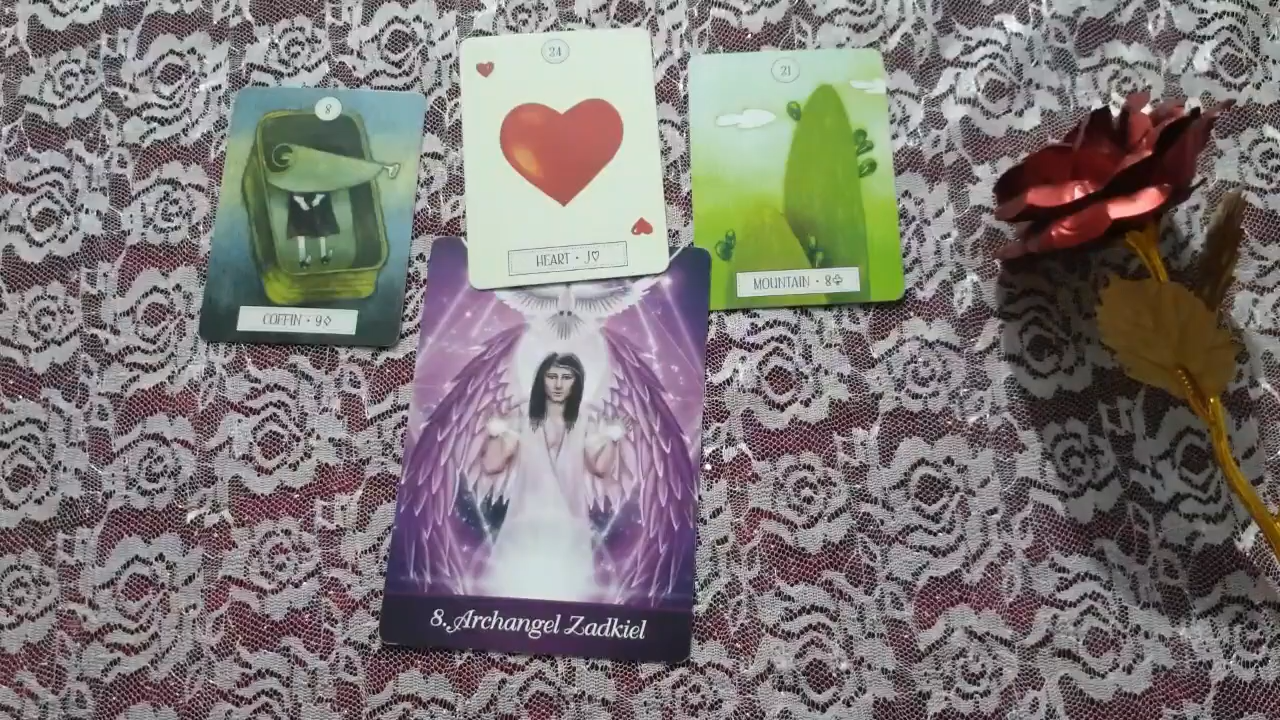 8
COFFIN • 9♢
24
HEART • J♡
21
MOUNTAIN • 8♧
8. Archangel Zadkiel